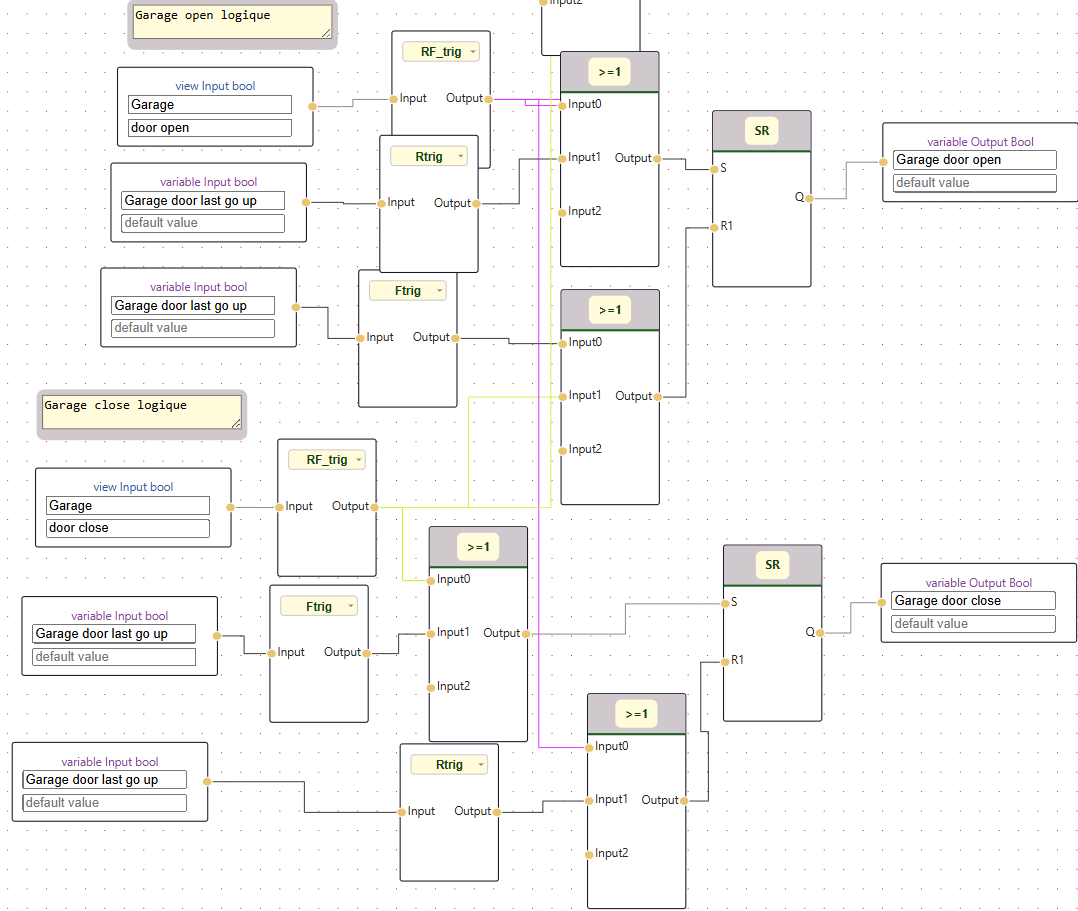 Input2
Garage open logique
RF_trig
Input
Output
view Input bool
Garage
door open
>=1
Input0
Input1
Output
Input2
SR
S
Q
R1
variable Output Bool
Garage door open
default value
Rtrig
Input
Output
variable Input bool
Garage door last go up
default value
variable Input bool
Garage door last go up
default value
Ftrig
Input
Output
>=1
Input0
Input1
Output
Input2
Garage close logique
RF_trig
Input
Output
view Input bool
Garage
door close
>=1
Input0
Input1
Output
Input2
SR
S
Q
R1
variable Output Bool
Garage door close
default value
variable Input bool
Garage door last go up
default value
Ftrig
Input
Output
>=1
Input0
Input1
Output
Input2
variable Input bool
Garage door last go up
default value
Rtrig
Input
Output